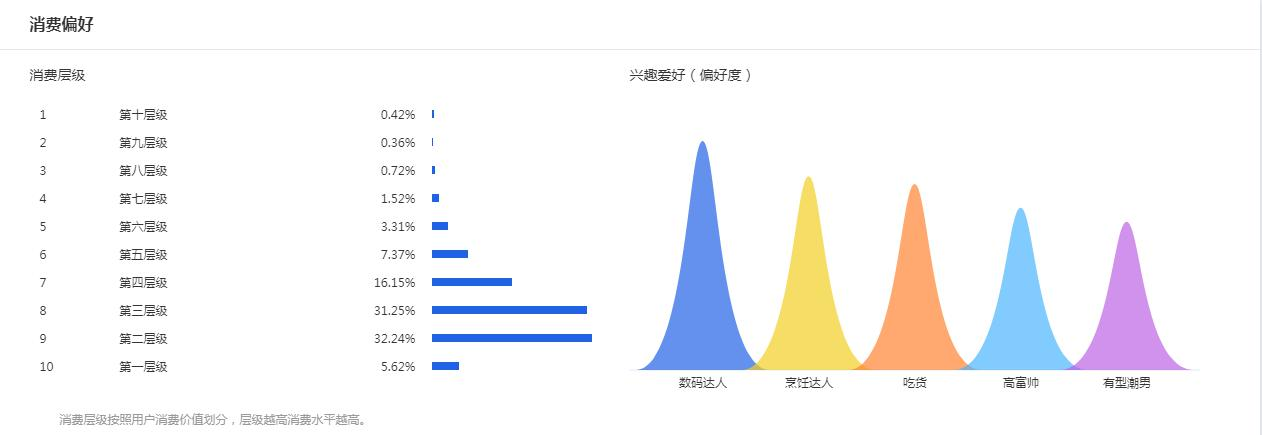 消费偏好
消费层级
1 第十层级 0.42%
2 第九层级 0.36%
3 第八层级 0.72%
4 第七层级 1.52%
5 第六层级 3.31%
6 第五层级 7.37%
7 第四层级 16.15%
8 第三层级 31.25%
9 第二层级 32.24%
10 第一层级 5.62%
消费层级按照用户消费价值划分，层级越高消费水平越高。
兴趣爱好（偏好度）
数码达人 烹饪达人 吃货 高富帅 有型潮男